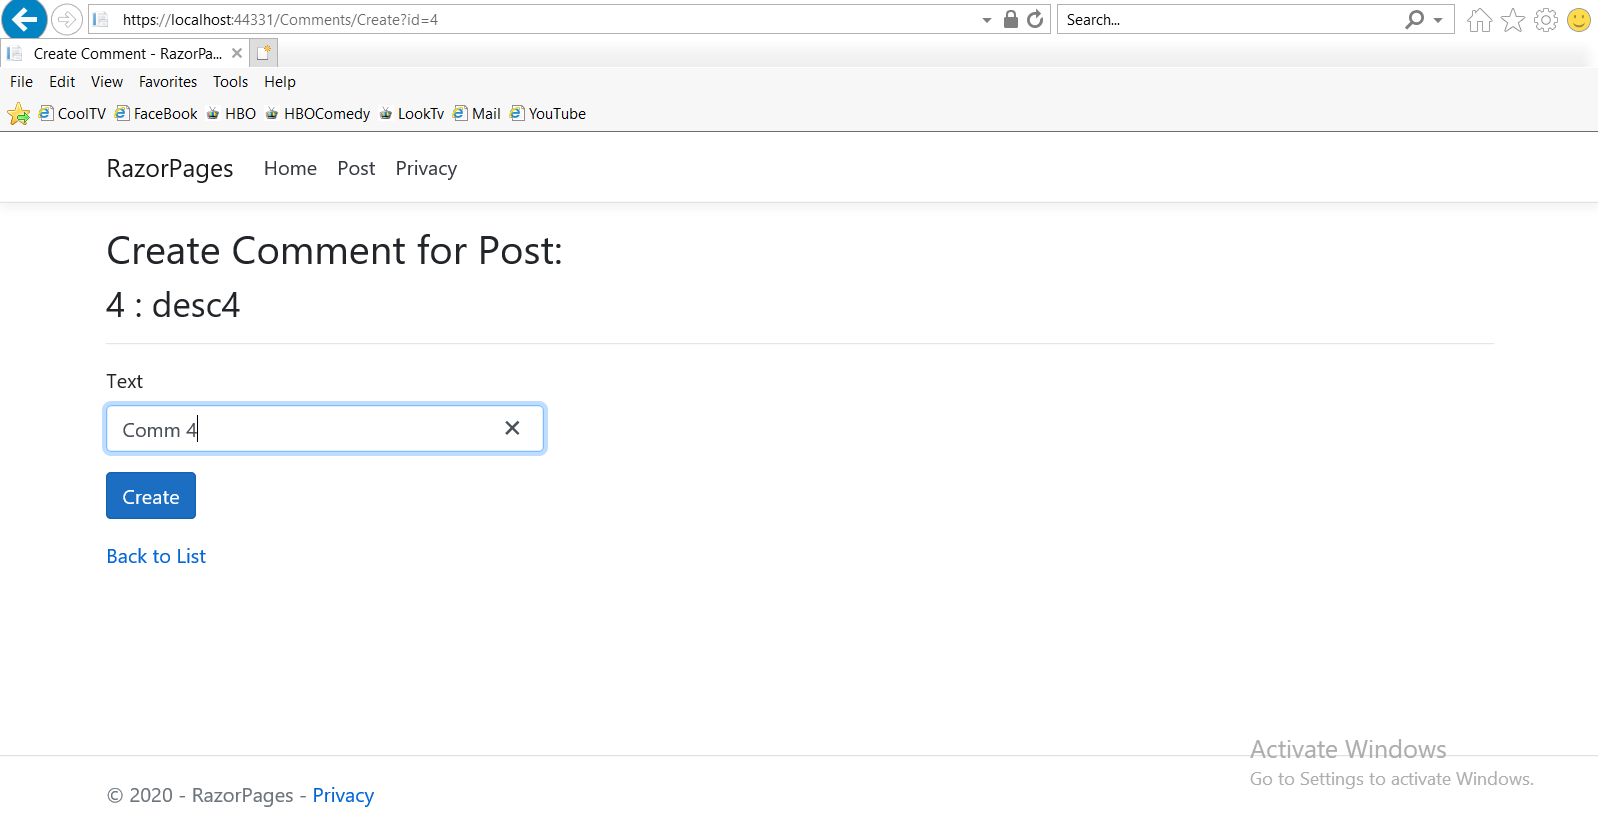 https://localhost:44331/Comments/Create?id=4
Search...
Create Comment - RazorPa...
File Edit View Favorites Tools Help
CoolTV FaceBook HBO HBOComedy LookTv Mail YouTube
RazorPages Home Post Privacy
Create Comment for Post:
4 : desc4
Text
Comm 4
Create
Back to List
Activate Windows
Go to Settings to activate Windows.
© 2020 - RazorPages - Privacy